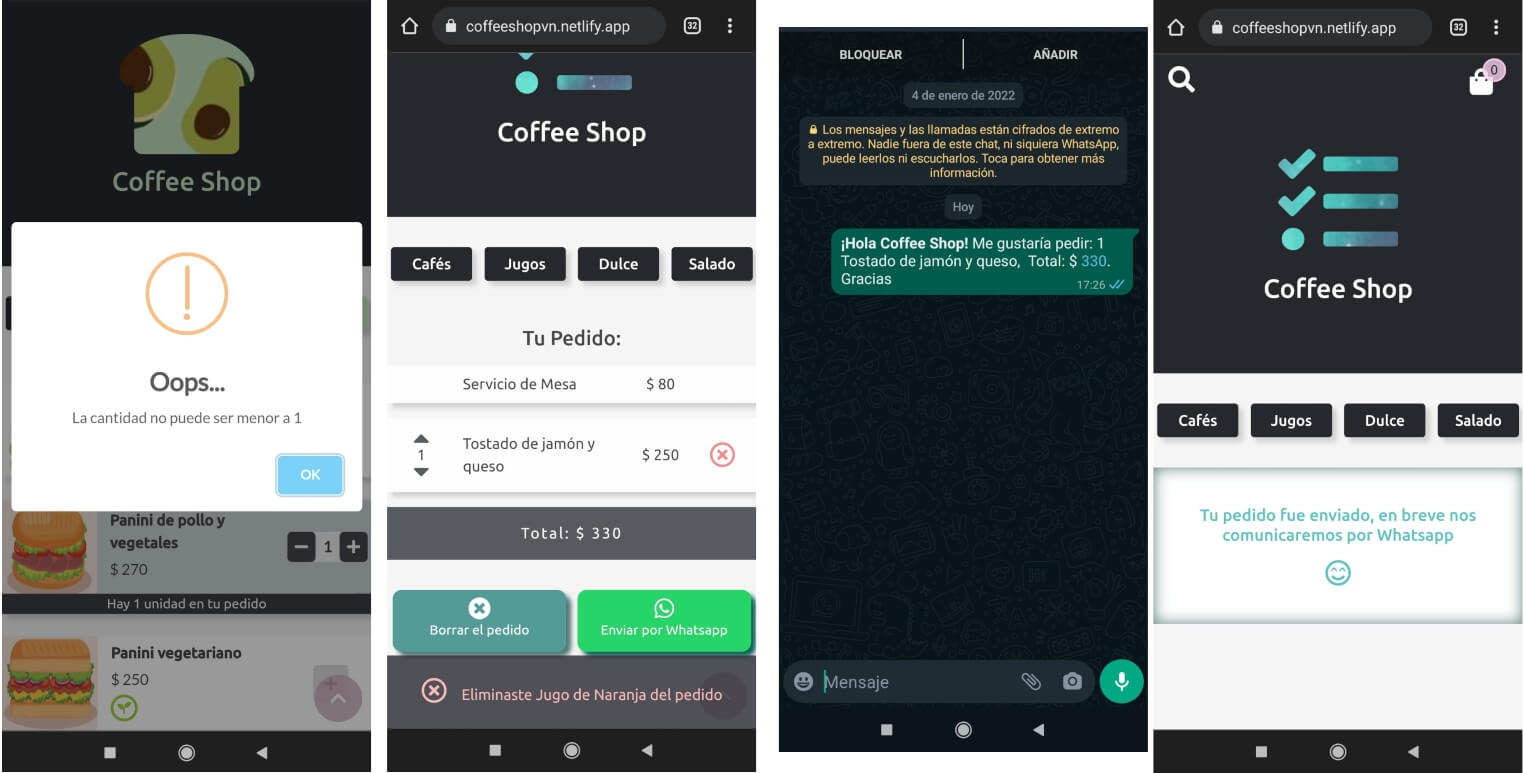 Coffee Shop
Oops...
La cantidad no puede ser menor a 1
OK
Panini de pollo y
vegetales
1
$ 270
Hay 1 unidad en tu pedido
Panini vegetariano
$ 250
coffeeshopvn.netlify.app
32
Coffee Shop
Cafés
Jugos
Dulce
Salado
Tu Pedido:
Servicio de Mesa
$ 80
1
Tostado de jamón y
queso
$ 250
Total: $ 330
Borrar el pedido
Enviar por Whatsapp
Eliminaste Jugo de Naranja del pedido
BLOQUEAR
AÑADIR
4 de enero de 2022
Los mensajes y las llamadas están cifrados de extremo
a extremo. Nadie fuera de este chat, ni siquiera WhatsApp,
puede leerlos ni escucharlos. Toca para obtener más
información.
Hoy
¡Hola Coffee Shop! Me gustaría pedir: 1
Tostado de jamón y queso,  Total: $ 330.
Gracias
17:26
Mensaje
coffeeshopvn.netlify.app
32
0
Coffee Shop
Cafés
Jugos
Dulce
Salado
Tu pedido fue enviado, en breve nos
comunicaremos por Whatsapp